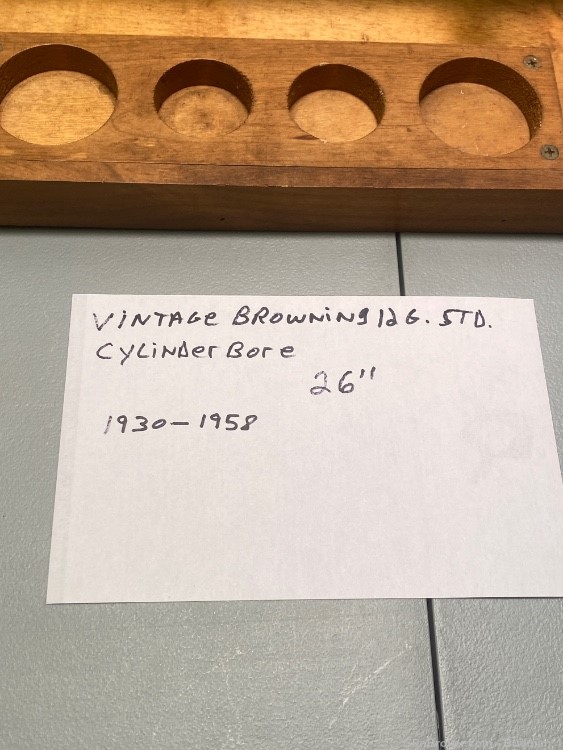 VINTAGE BROWNING 12 G. STD.
CYLINDER BORE
26"
1930-1958